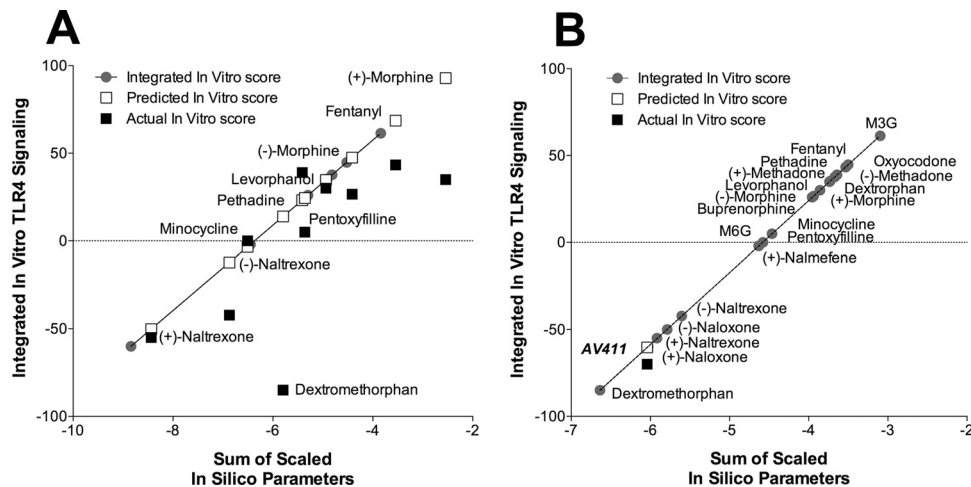 A
Integrated In Vitro TLR4 Signaling
100
50
0
-50
-100
Integrated In Vitro score
Predicted In Vitro score
Actual In Vitro score
(+)-Morphine
Fentanyl
(-)-Morphine
Levorphanol
Pethadine
Pentoxyfilline
Minocycline
(-)-Naltrexone
(+)-Naltrexone
Dextromethorphan
-10
-8
-6
-4
-2
Sum of Scaled
In Silico Parameters
B
Integrated In Vitro TLR4 Signaling
100
50
0
-50
-100
Integrated In Vitro score
Predicted In Vitro score
Actual In Vitro score
M3G
Fentanyl
Pethadine
(+)-Methadone
Levorphanol
(-)-Morphine
Buprenorphine
Oxyocodone
(-)-Methadone
Dextrorphan
(+)-Morphine
M6G
Minocycline
Pentoxyfilline
(+)-Nalmefene
(-)-Naltrexone
(-)-Naloxone
(+)-Naltrexone
(+)-Naloxone
AV411
Dextromethorphan
-7
-6
-5
-4
-3
-2
Sum of Scaled
In Silico Parameters